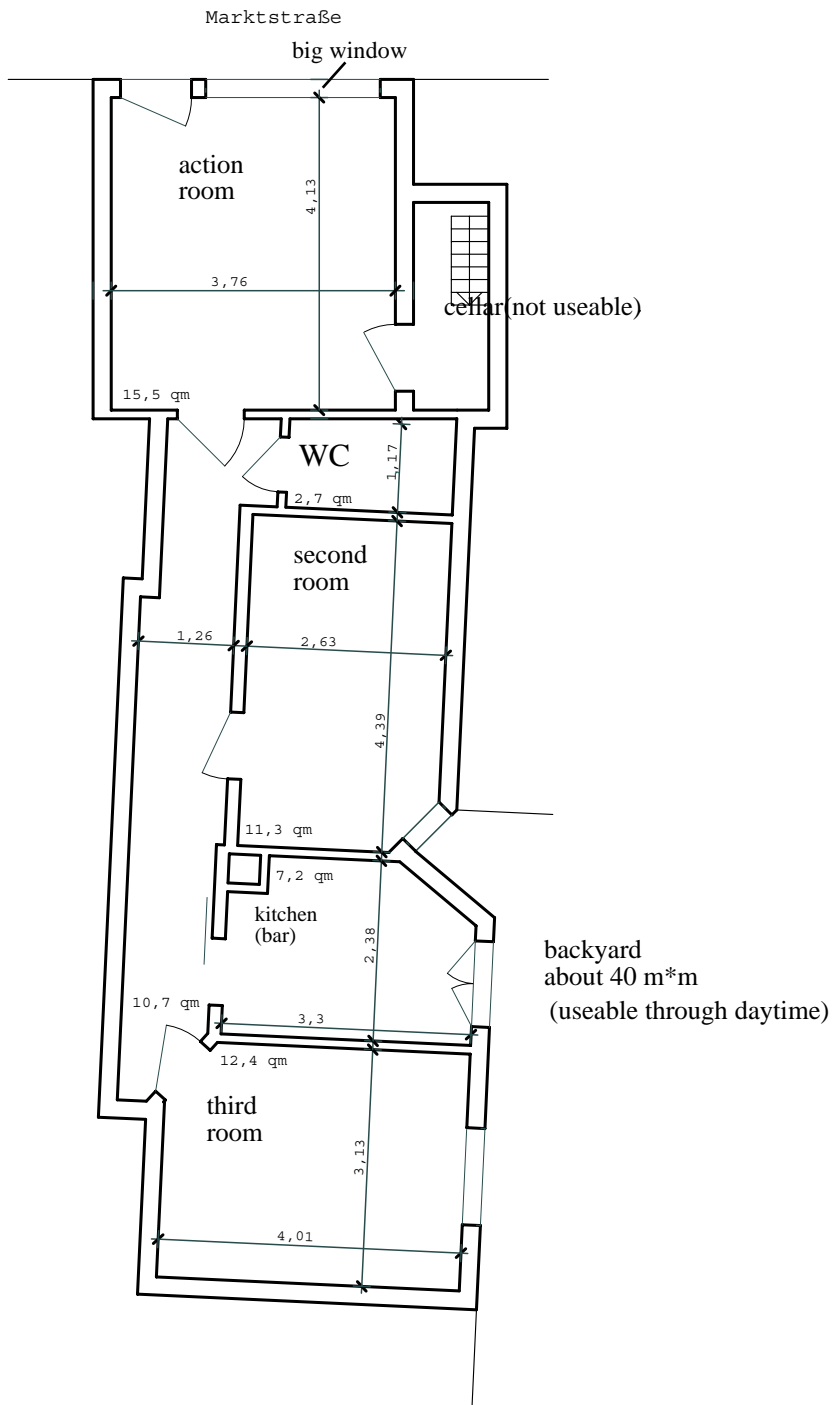 Marktstraße
big window
action
room
4,13
3,76
cellar(not useable)
15,5 qm
WC
1,17
2,7 qm
second
room
1,26
2,63
4,39
11,3 qm
7,2 qm
kitchen
(bar)
2,38
backyard
about 40 m*m
(useable through daytime)
10,7 qm
3,3
12,4 qm
third
room
3,13
4,01